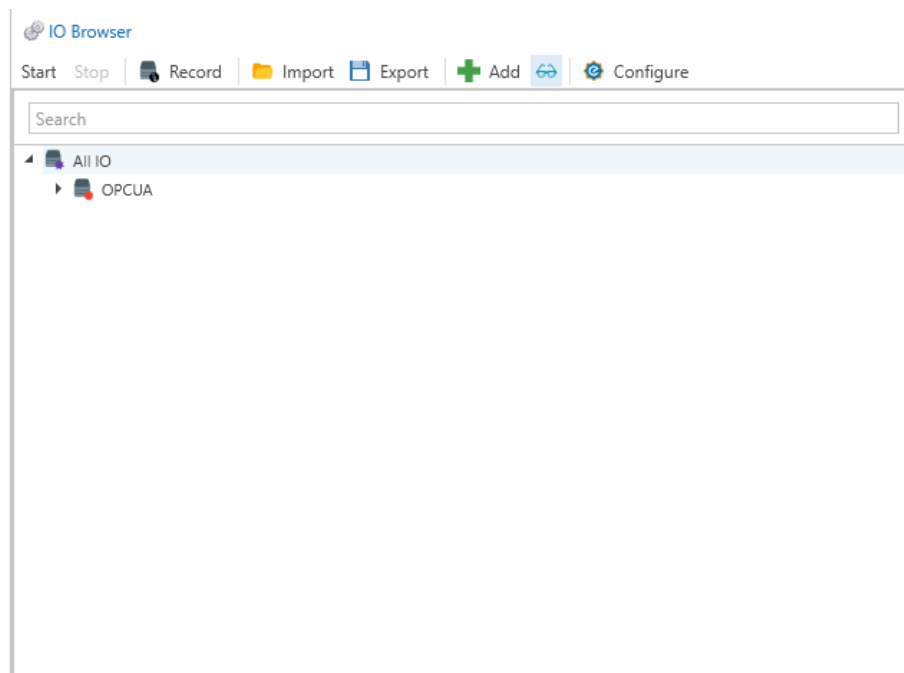 IO Browser
Start Stop Record Import Export Add Configure
Search
All IO
OPCUA